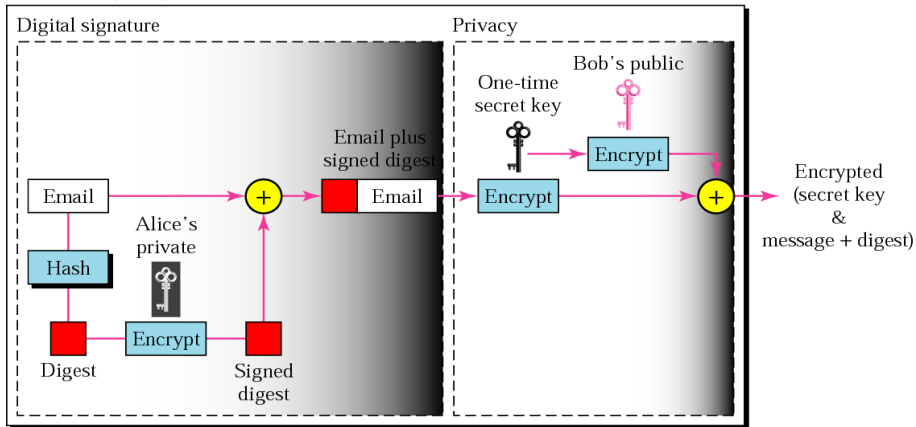 Digital signature
Email
Hash
Digest
Alice's
private
Encrypt
Signed
digest
+
Email plus
signed digest
Email
Privacy
One-time
secret key
Bob's public
Encrypt
Encrypt
+
Encrypted
(secret key
&
message + digest)